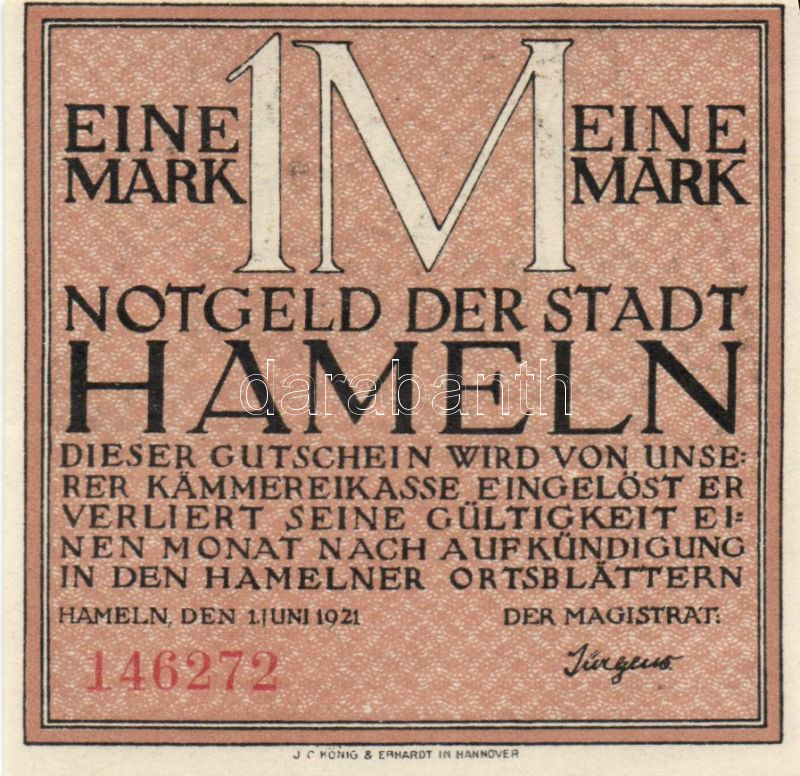 1M
EINE MARK
EINE MARK
NOTGELD DER STADT
HAMELN
darabanth
DIESER GUTSCHEIN WIRD VON UNSE-
RER KÄMMEREIKASSE EINGELÖST ER
VERLIERT SEINE GÜLTIGKEIT EI-
NEN MONAT NACH AUFKÜNDIGUNG
IN DEN HAMELNER ORTSBLÄTTERN
HAMELN, DEN 1. JUNI 1921 DER MAGISTRAT:
146272 Jürgens.
J C KÖNIG & EBHARDT IN HANNOVER